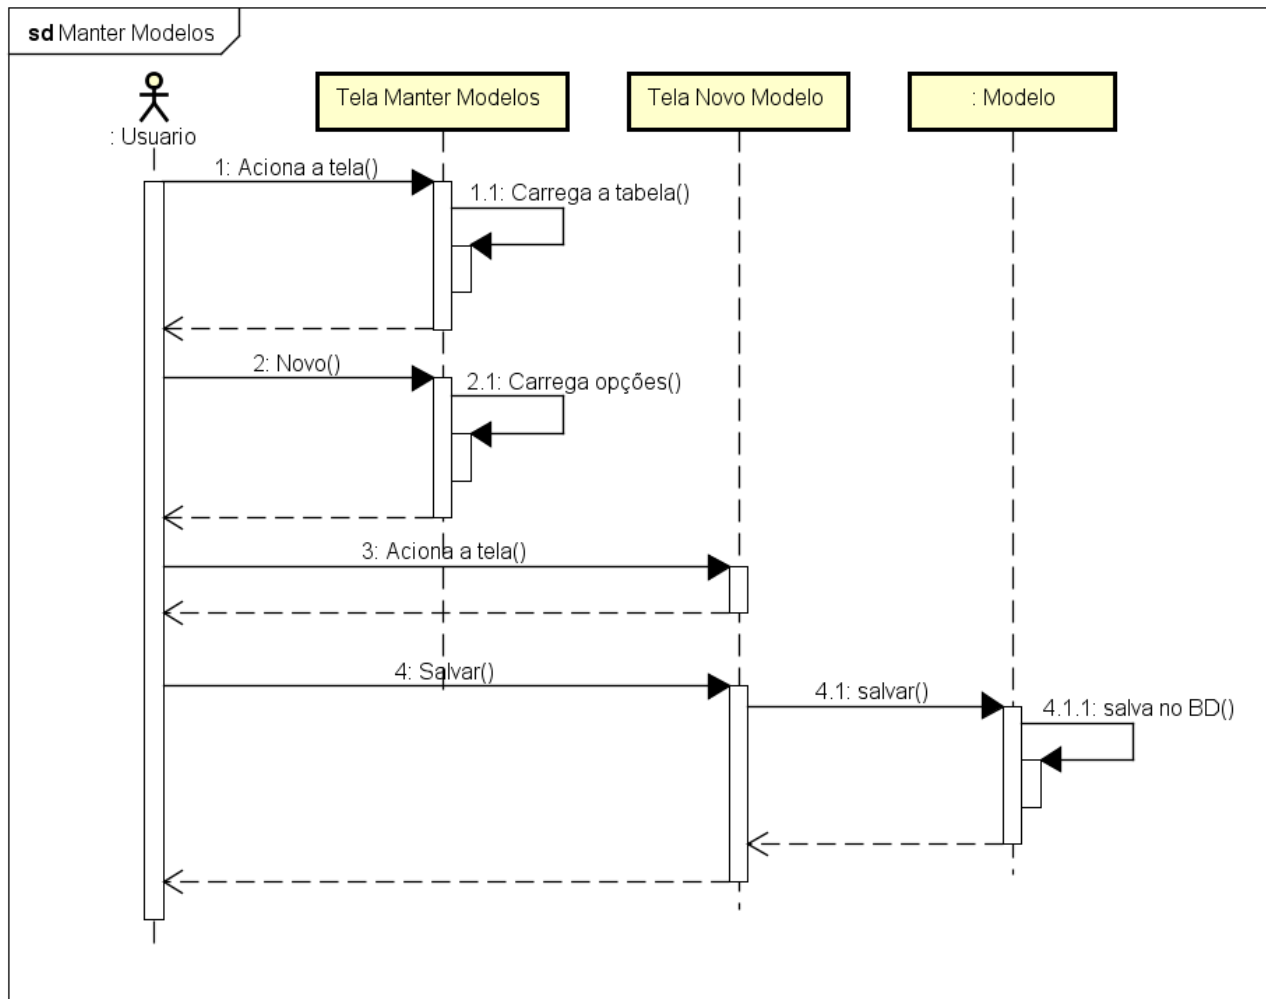 sd Manter Modelos
: Usuario
Tela Manter Modelos
Tela Novo Modelo
: Modelo
1: Aciona a tela()
1.1: Carrega a tabela()
2: Novo()
2.1: Carrega opções()
3: Aciona a tela()
4: Salvar()
4.1: salvar()
4.1.1: salva no BD()